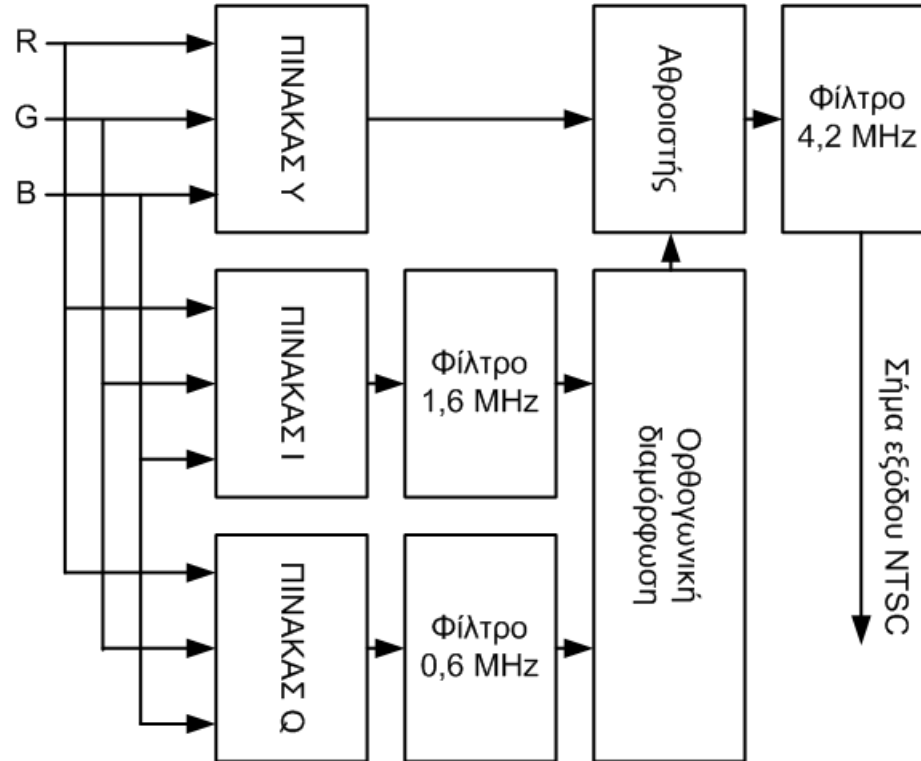 R
G
B
ΠΙΝΑΚΑΣ Υ
Αθροιστής
Φίλτρο
4,2 MHz
ΠΙΝΑΚΑΣ Ι
Φίλτρο
1,6 MHz
Ορθογωνική
διαμόρφωση
Σήμα εξόδου NTSC
ΠΙΝΑΚΑΣ Q
Φίλτρο
0,6 MHz